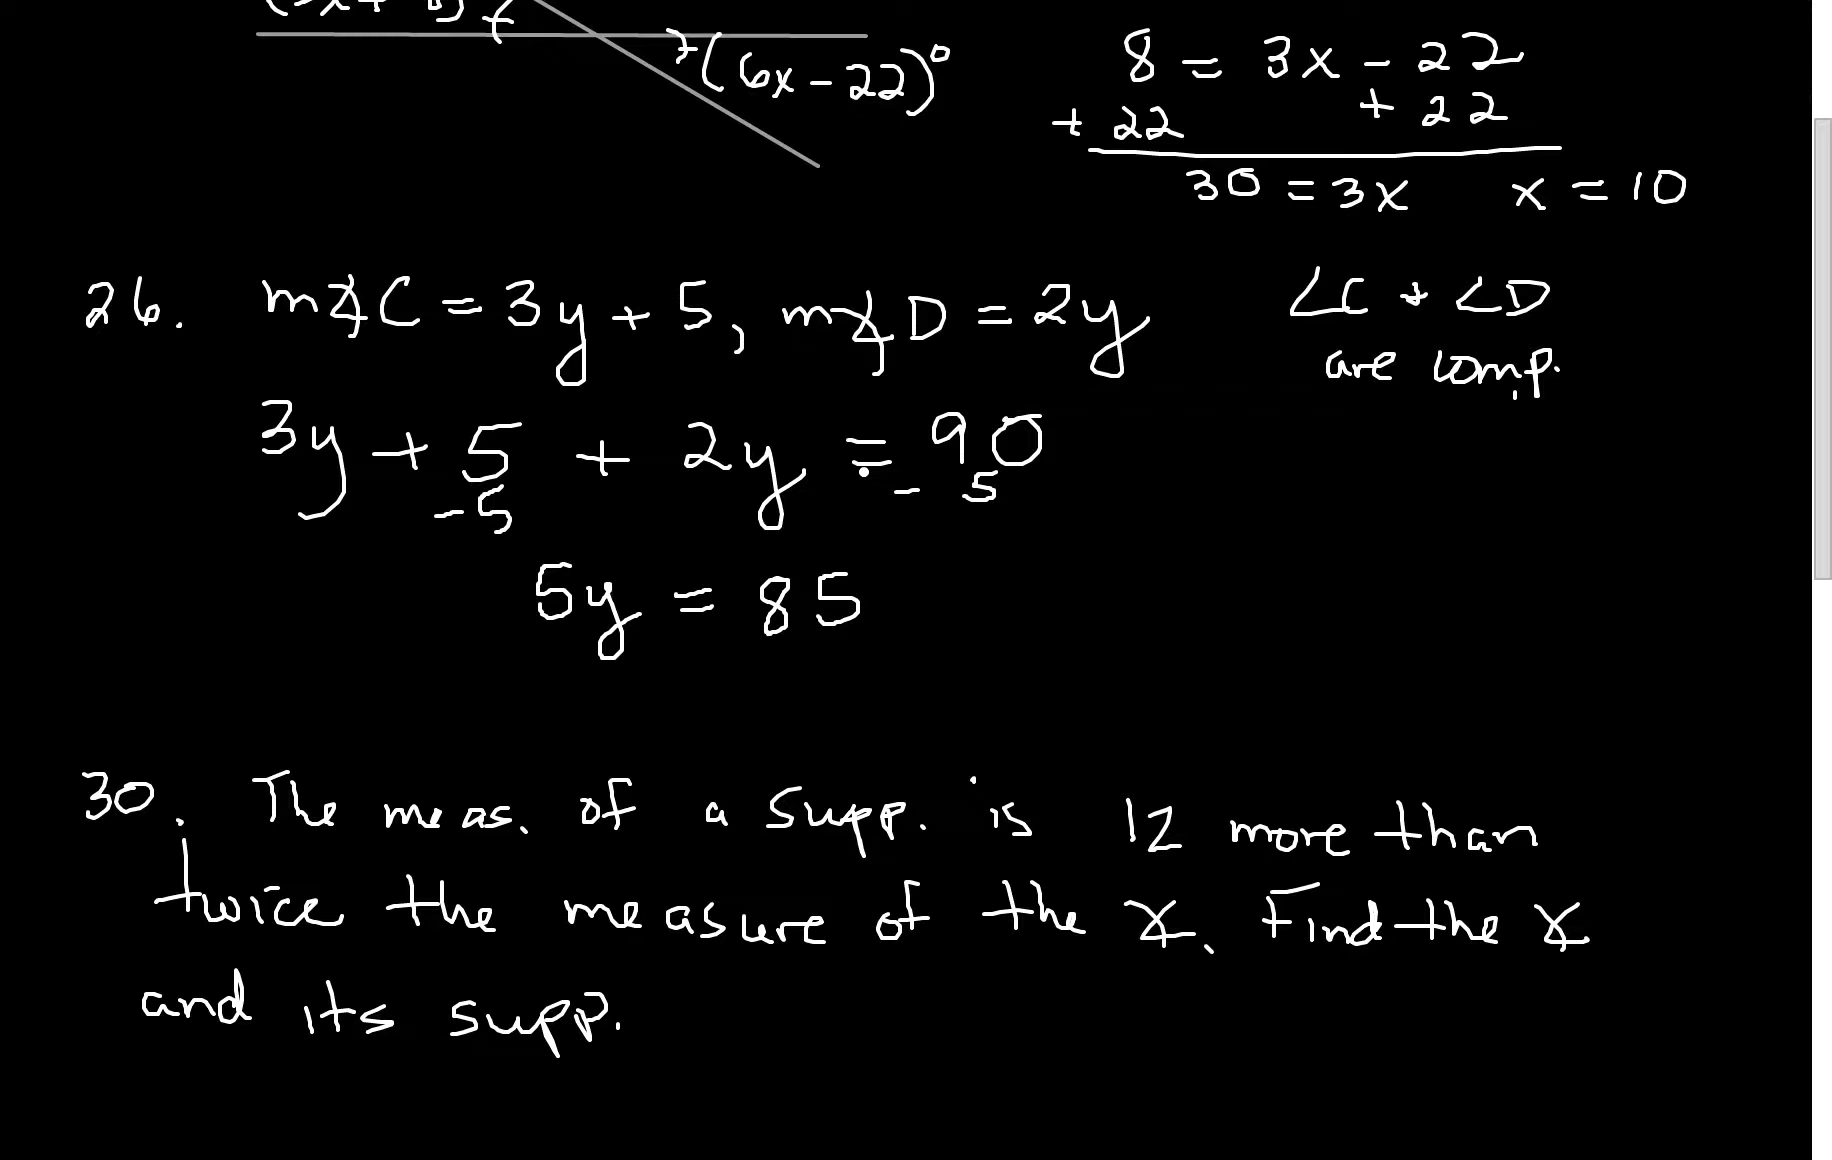 7(6x-22)°
8 = 3x - 22
+ 22 + 22
30 = 3x x = 10
26. m∡C = 3y + 5, m∡D = 2y
∠C + ∠D
are comp.
3y + 5 + 2y = 90
-5 - 5
5y = 85
30. The meas. of a supp. is 12 more than
twice the measure of the ∡. Find the ∡
and its supp.